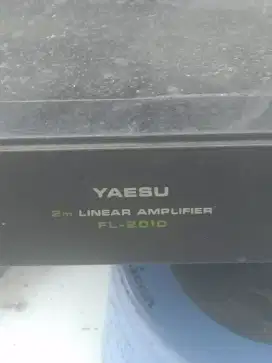 YAESU
2m LINEAR AMPLIFIER
FL-2010